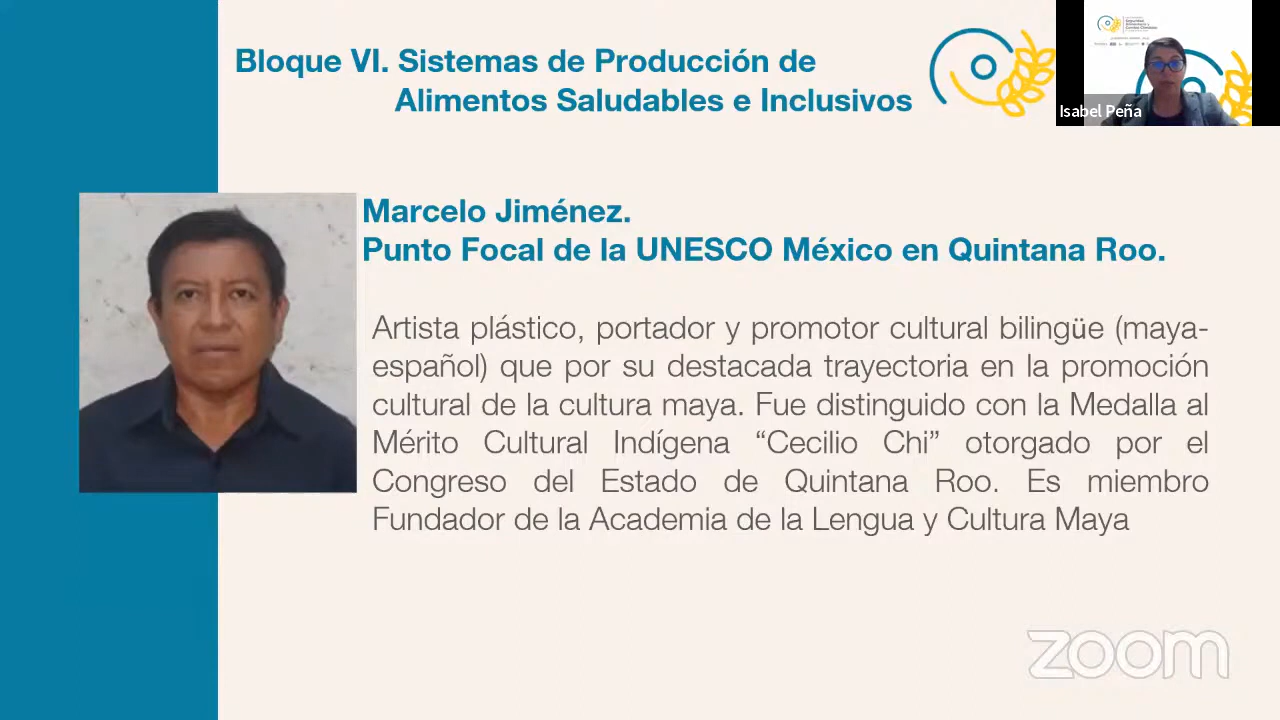 Bloque VI. Sistemas de Producción de
Alimentos Saludables e Inclusivos
Isabel Peña
Marcelo Jiménez.
Punto Focal de la UNESCO México en Quintana Roo.
Artista plástico, portador y promotor cultural bilingüe (maya-
español) que por su destacada trayectoria en la promoción
cultural de la cultura maya. Fue distinguido con la Medalla al
Mérito Cultural Indígena “Cecilio Chi” otorgado por el
Congreso del Estado de Quintana Roo. Es miembro
Fundador de la Academia de la Lengua y Cultura Maya
zoom